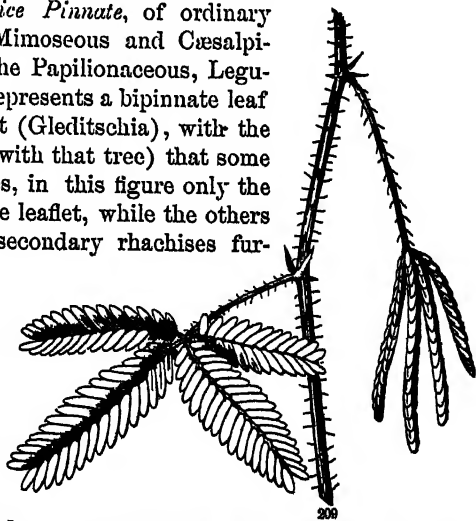 ice Pinnate, of ordinary
Mimoseous and Cæsalpi-
he Papilionaceous, Legu-
epresents a bipinnate leaf
t (Gleditschia), with the
with that tree) that some
s, in this figure only the
e leaflet, while the others
secondary rhachises fur-
209